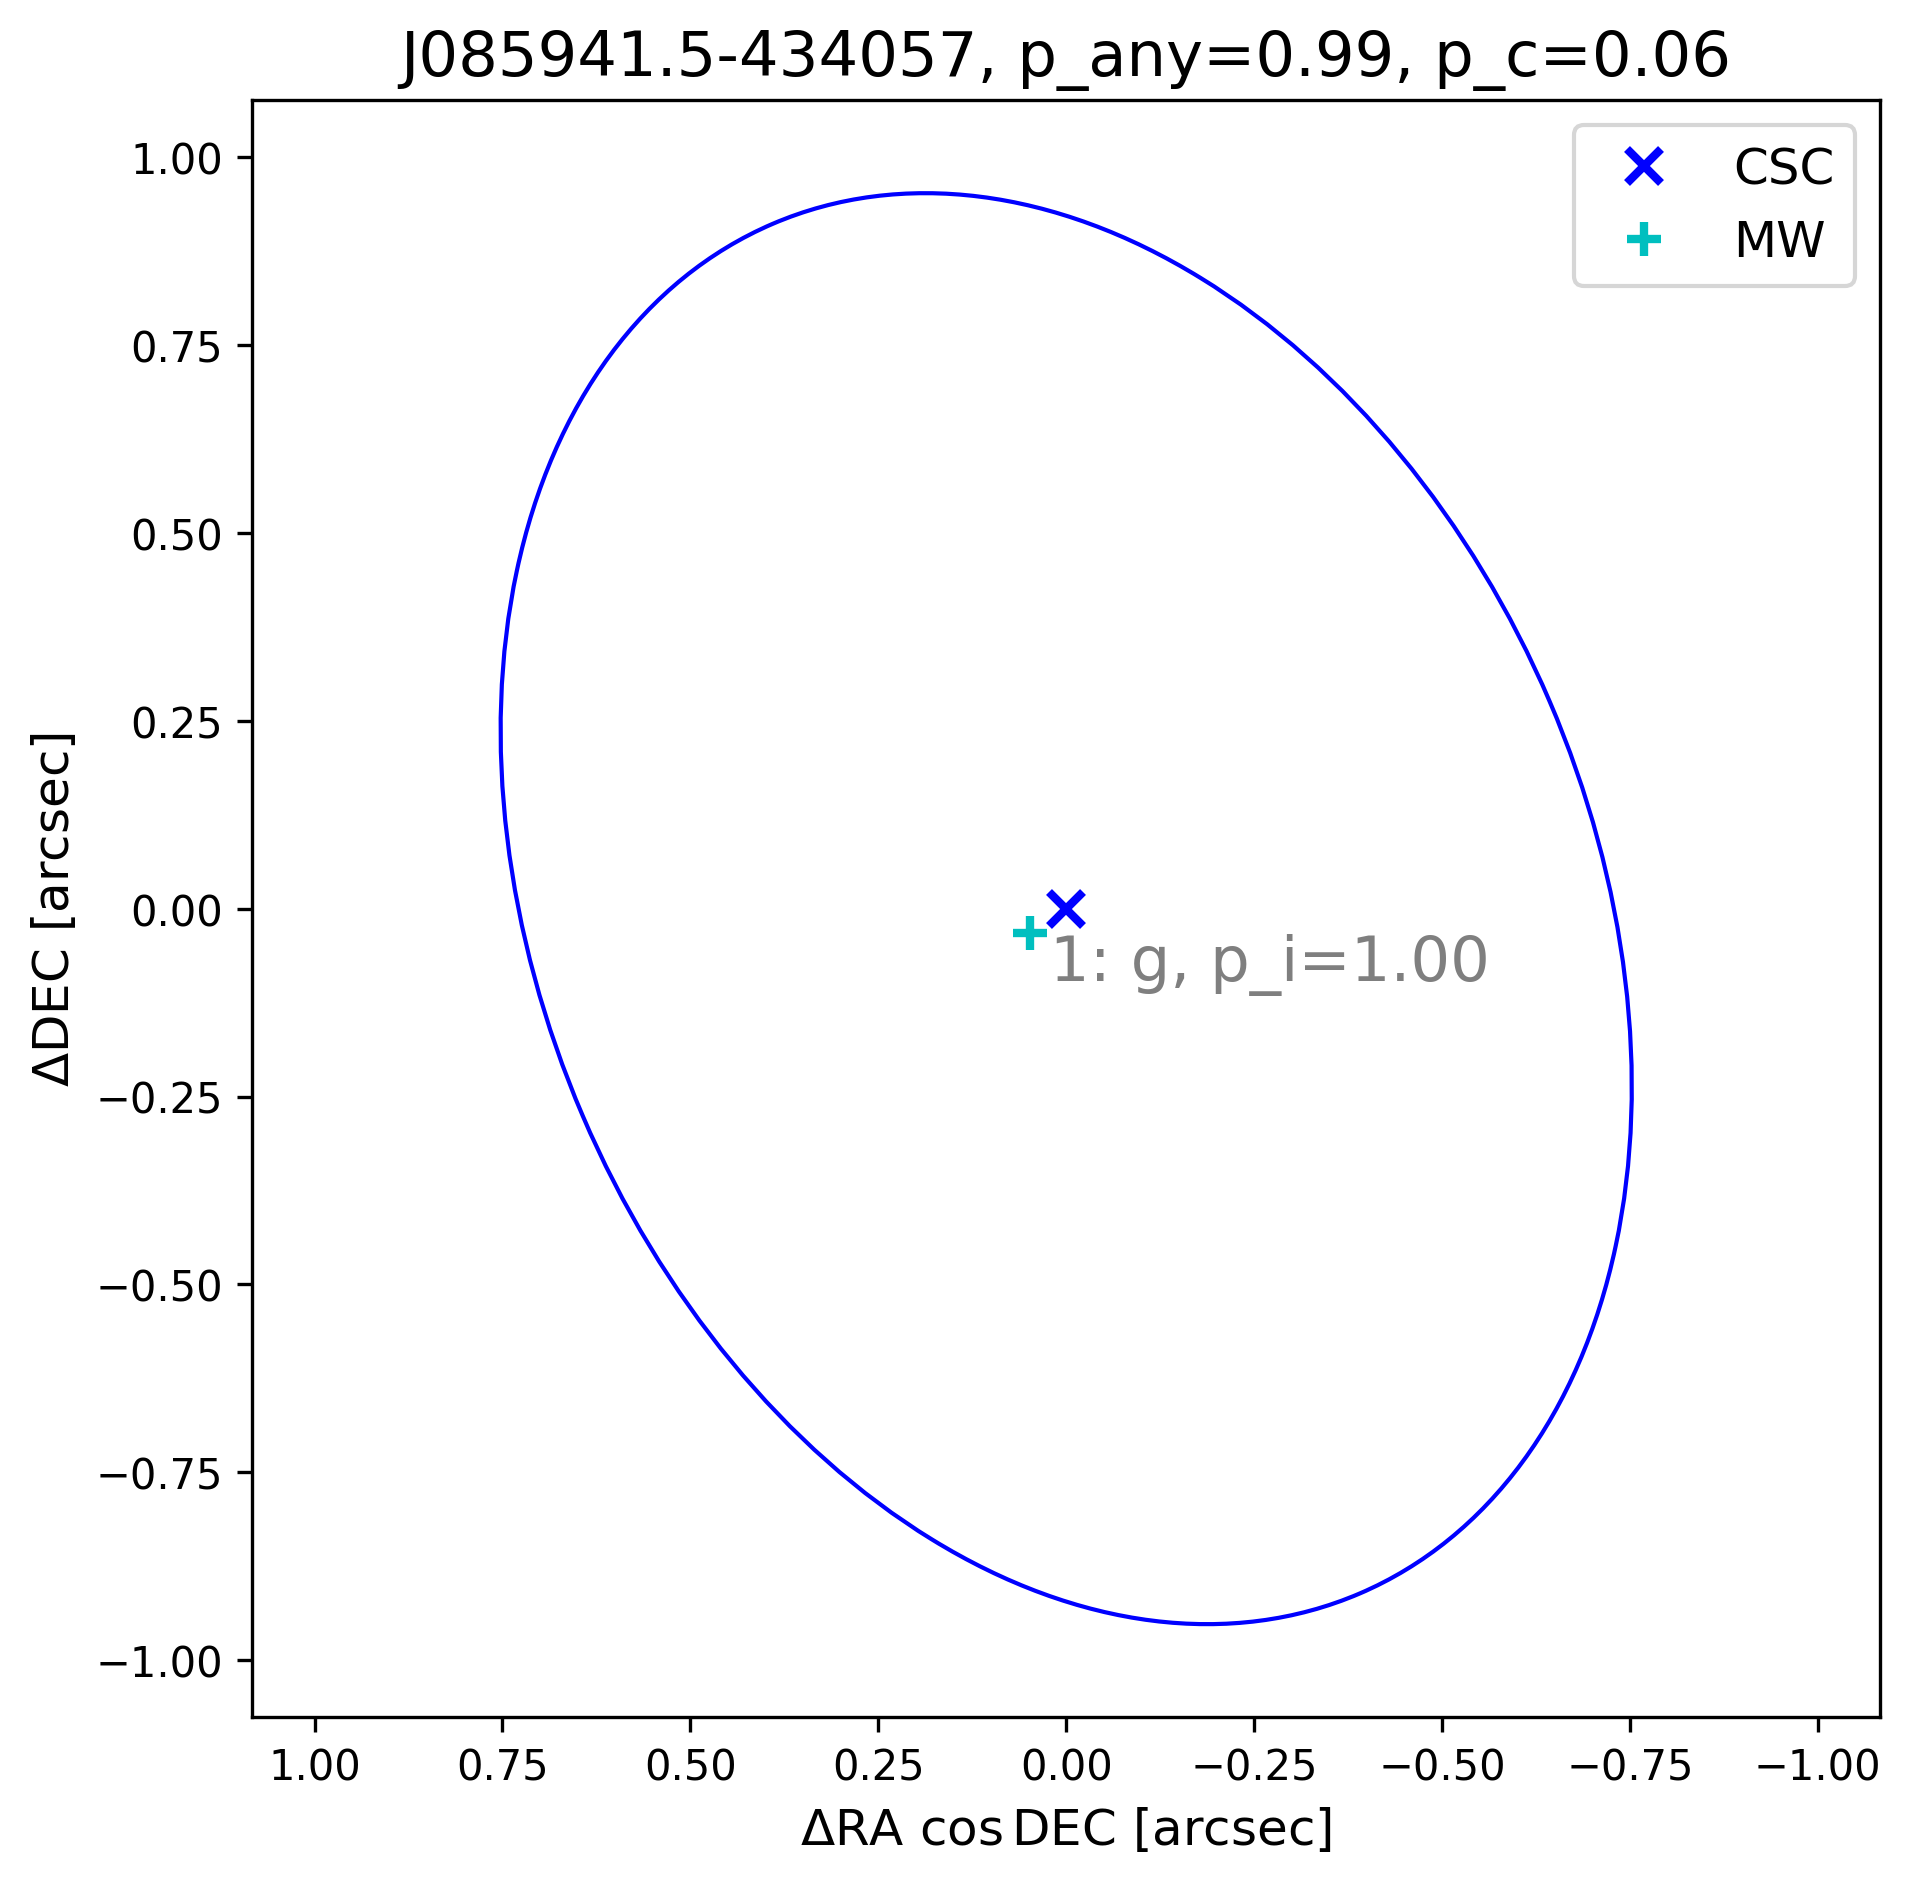 J085941.5-434057, p_any=0.99, p_c=0.06
CSC
MW
1.00
0.75
0.50
0.25
0.00
−0.25
−0.50
−0.75
−1.00
ΔDEC [arcsec]
1: g, p_i=1.00
1.00 0.75 0.50 0.25 0.00 −0.25 −0.50 −0.75 −1.00
ΔRA cos DEC [arcsec]